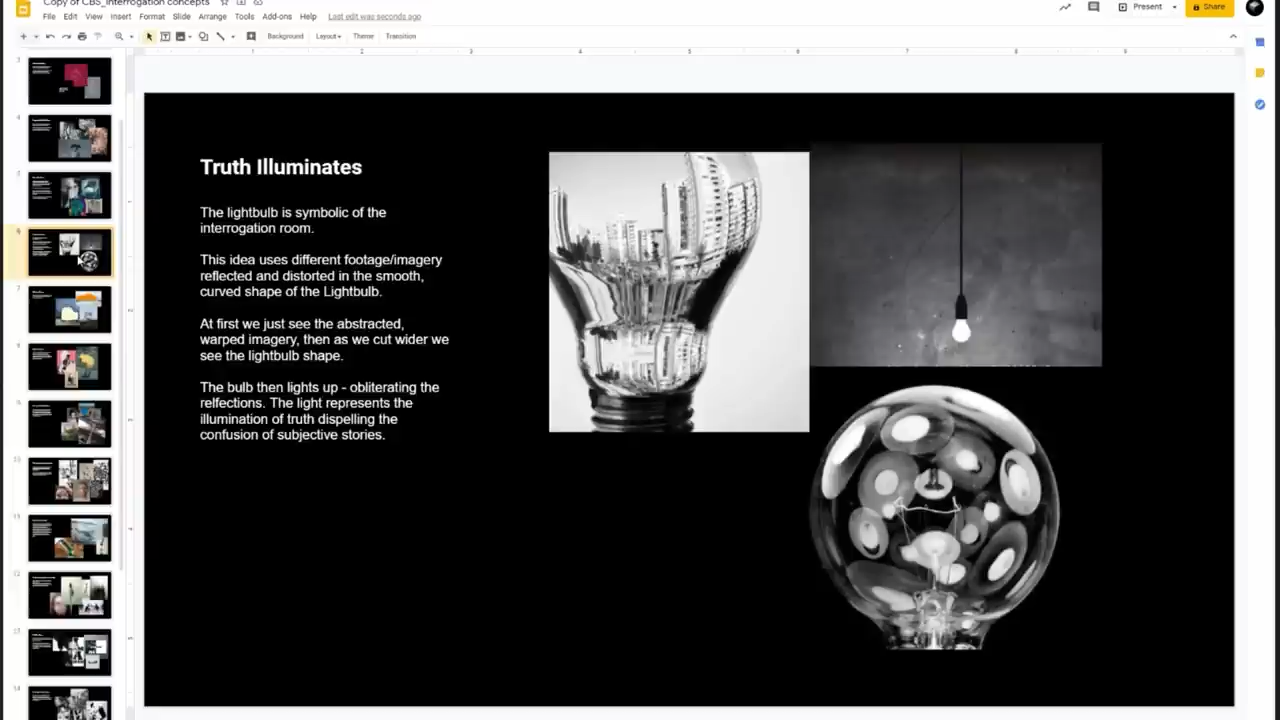 Copy of CBS_Interrogation concepts
File Edit View Insert Format Slide Arrange Tools Add-ons Help Last edit was seconds ago
Present
Share
Background Layout Theme Transition
Truth Illuminates
The lightbulb is symbolic of the
interrogation room.
This idea uses different footage/imagery
reflected and distorted in the smooth,
curved shape of the Lightbulb.
At first we just see the abstracted,
warped imagery, then as we cut wider we
see the lightbulb shape.
The bulb then lights up - obliterating the
relfections. The light represents the
illumination of truth dispelling the
confusion of subjective stories.